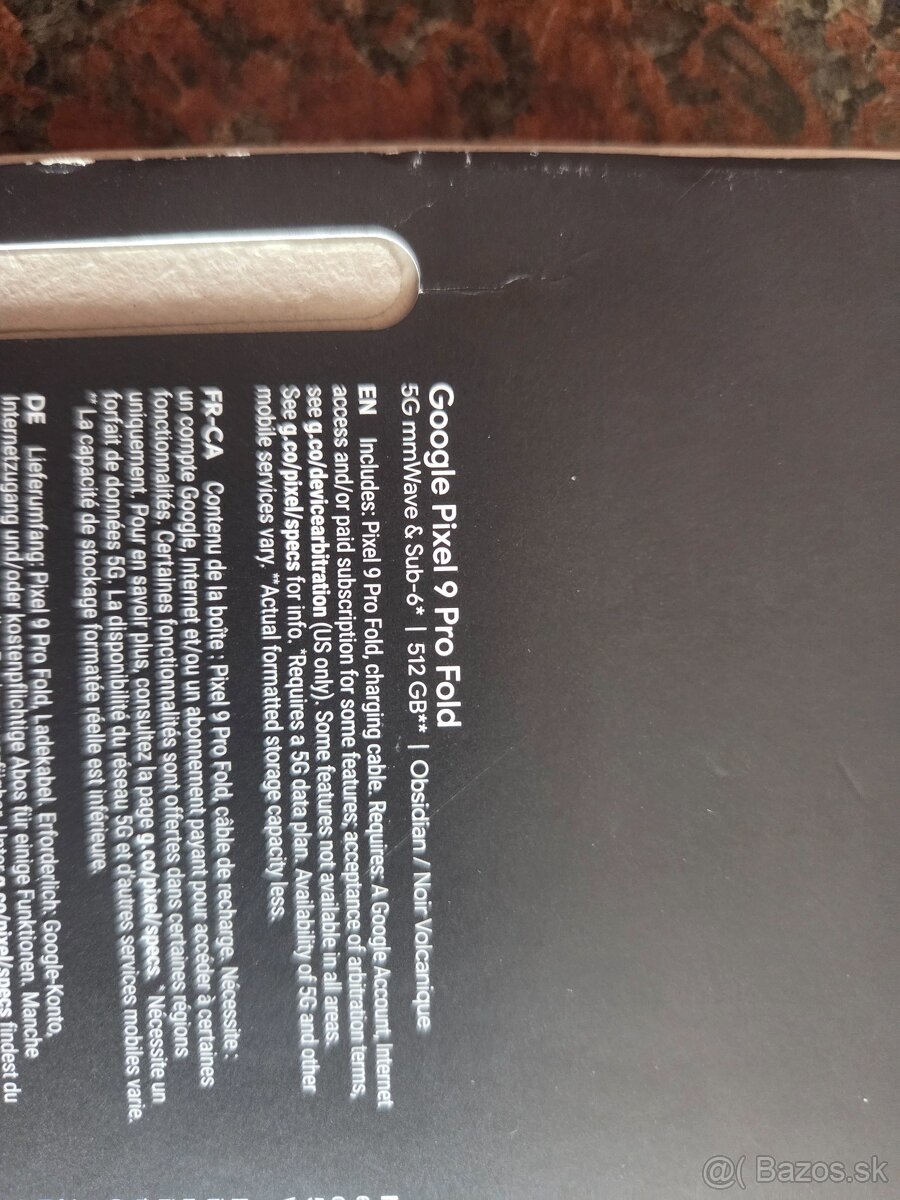 Google Pixel 9 Pro Fold
5G mmWave & Sub-6* | 512 GB** | Obsidian / Noir Volcanique
EN Includes: Pixel 9 Pro Fold, charging cable. Requires: A Google Account, Internet
access and/or paid subscription for some features; acceptance of arbitration terms,
see g.co/devicearbitration (US only). Some features not available in all areas.
See g.co/pixel/specs for info. *Requires a 5G data plan. Availability of 5G and other
mobile services vary. **Actual formatted storage capacity less.
FR-CA Contenu de la boîte : Pixel 9 Pro Fold, câble de recharge. Nécessite :
un compte Google, Internet et/ou un abonnement payant pour accéder à certaines
fonctionnalités. Certaines fonctionnalités sont offertes dans certaines régions
uniquement. Pour en savoir plus, consultez la page g.co/pixel/specs. *Nécessite un
forfait de données 5G. La disponibilité du réseau 5G et d'autres services mobiles varie.
** La capacité de stockage formatée réelle est inférieure.
DE Lieferumfang: Pixel 9 Pro Fold, Ladekabel. Erforderlich: Google-Konto,
Internetzugang und/oder kostenpflichtige Abos für einige Funktionen. Manche
g.co/pixel/specs findest du
@( Bazos.sk